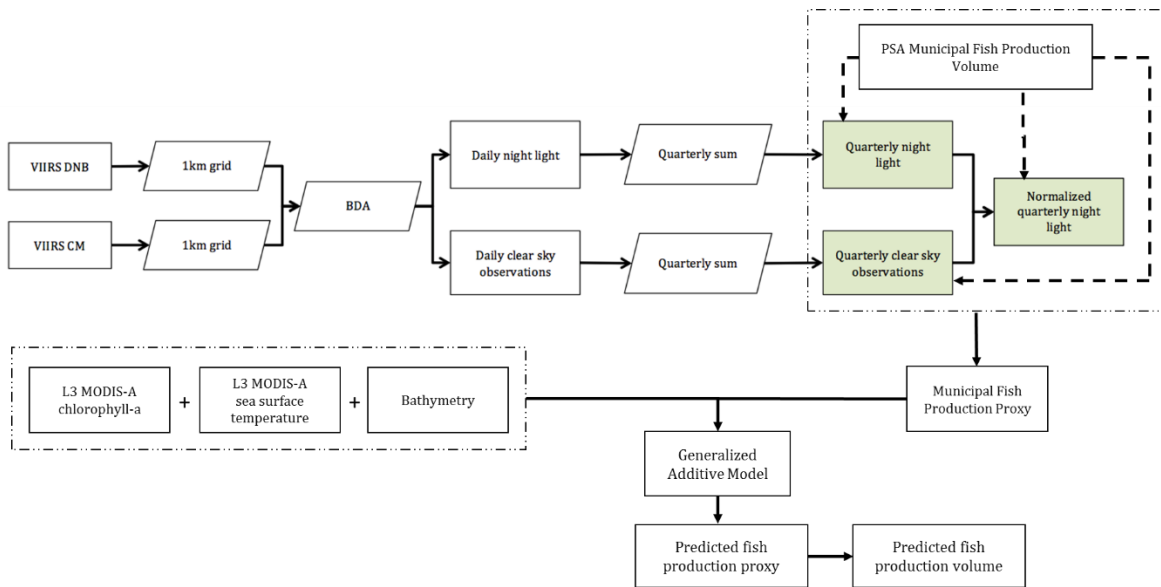 PSA Municipal Fish Production
Volume
VIIRS DNB
1km grid
VIIRS CM
1km grid
BDA
Daily night light
Quarterly sum
Quarterly night
light
Daily clear sky
observations
Quarterly sum
Quarterly clear sky
observations
Normalized
quarterly night
light
L3 MODIS-A
chlorophyll-a
+
L3 MODIS-A
sea surface
temperature
+
Bathymetry
Municipal Fish
Production Proxy
Generalized
Additive Model
Predicted fish
production proxy
Predicted fish
production volume